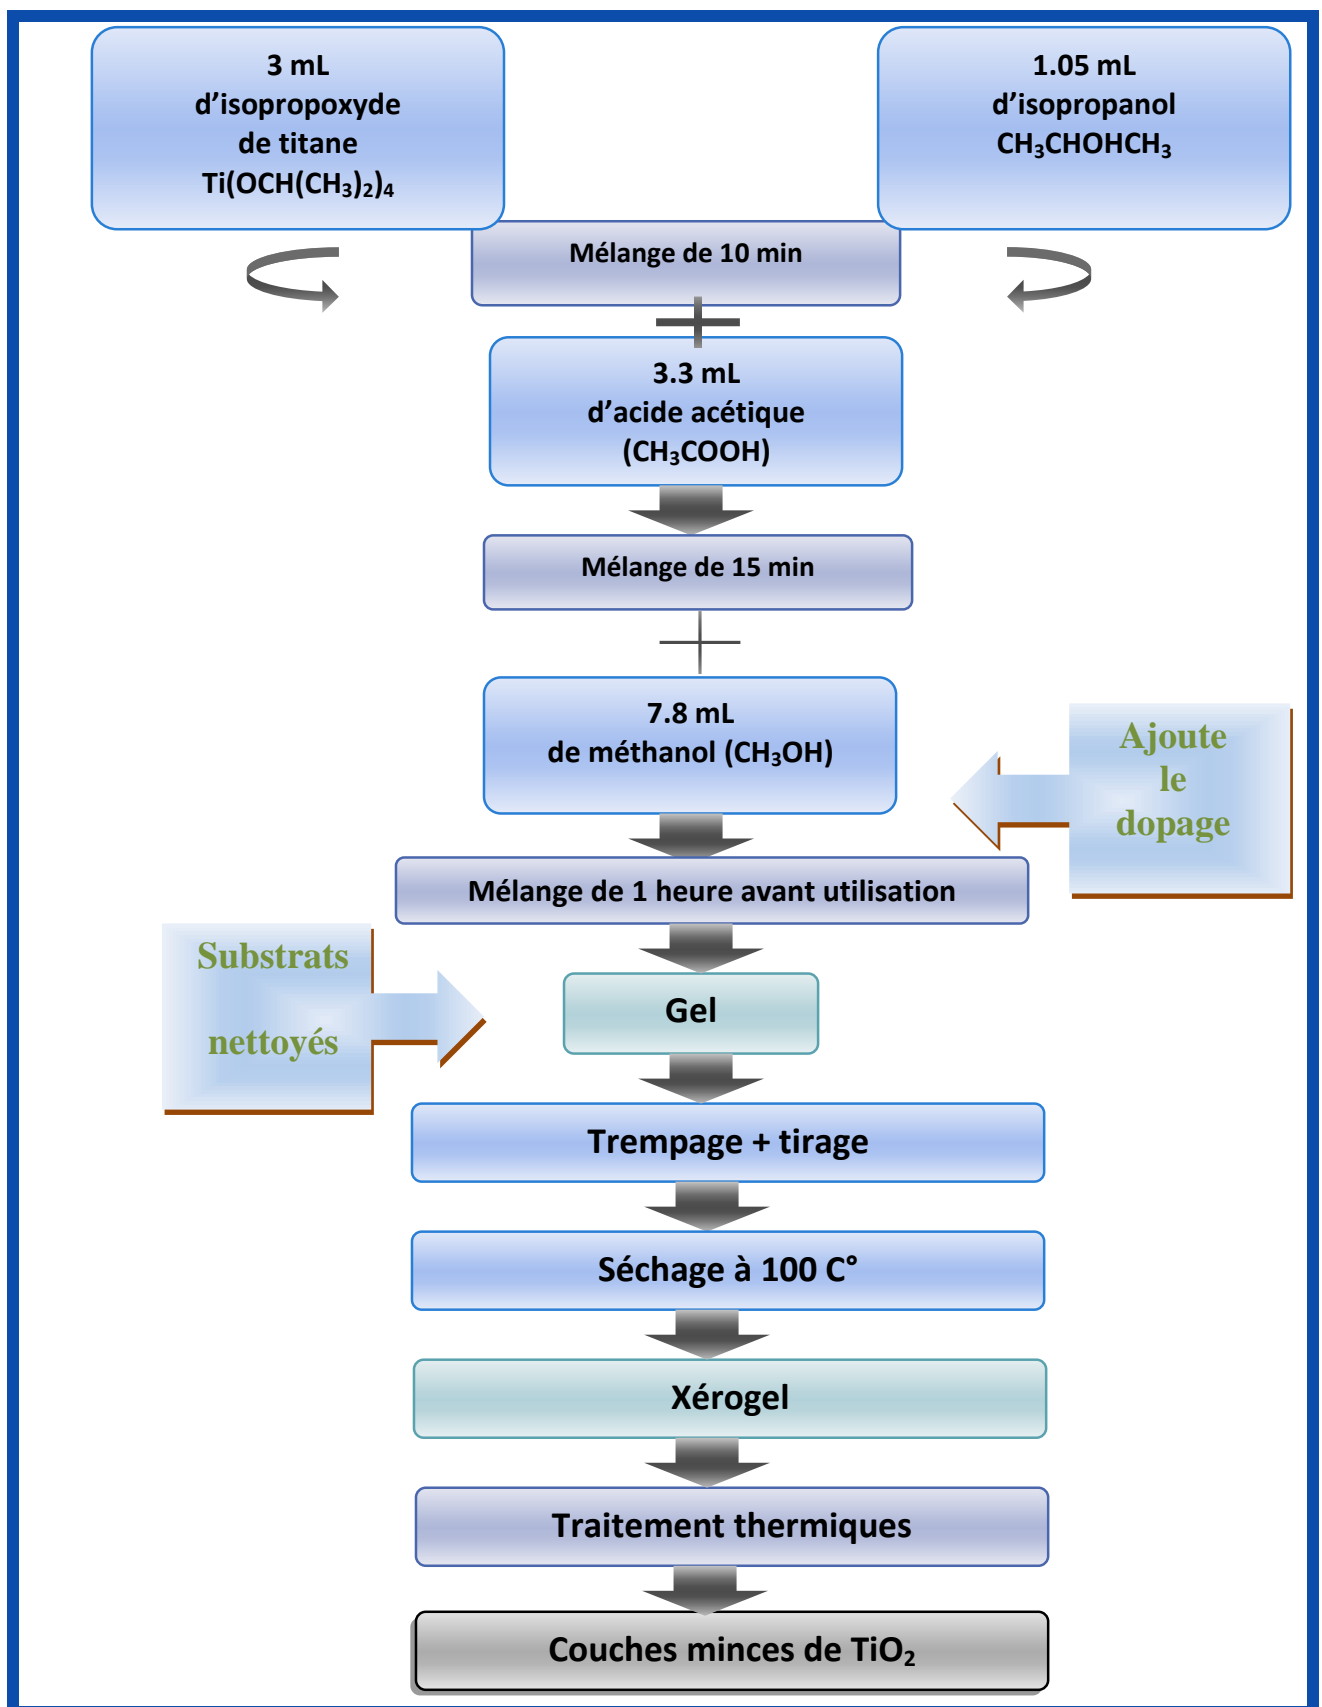 3 mL
d’isopropoxyde
de titane
Ti(OCH(CH₃)₂)₄
1.05 mL
d’isopropanol
CH₃CHOHCH₃
Mélange de 10 min
3.3 mL
d’acide acétique
(CH₃COOH)
Mélange de 15 min
7.8 mL
de méthanol (CH₃OH)
Ajoute
le
dopage
Mélange de 1 heure avant utilisation
Substrats
nettoyés
Gel
Trempage + tirage
Séchage à 100 C°
Xérogel
Traitement thermiques
Couches minces de TiO₂